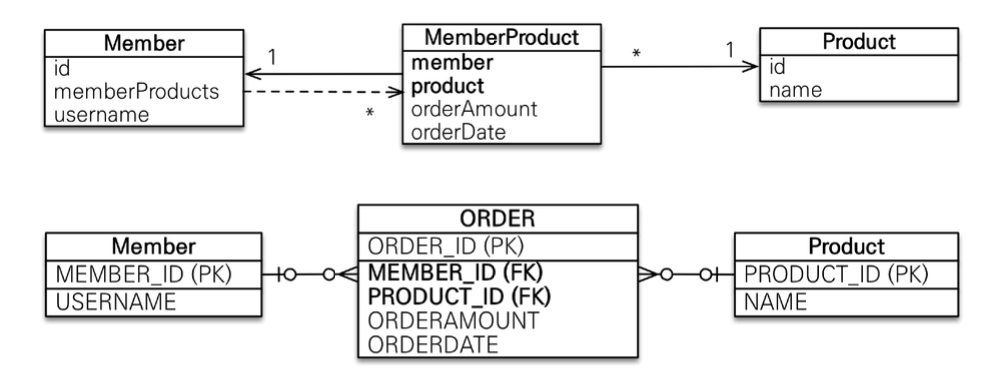 Member
id
memberProducts
username
1
*
MemberProduct
member
product
orderAmount
orderDate
*
1
Product
id
name
Member
MEMBER_ID (PK)
USERNAME
ORDER
ORDER_ID (PK)
MEMBER_ID (FK)
PRODUCT_ID (FK)
ORDERAMOUNT
ORDERDATE
Product
PRODUCT_ID (PK)
NAME